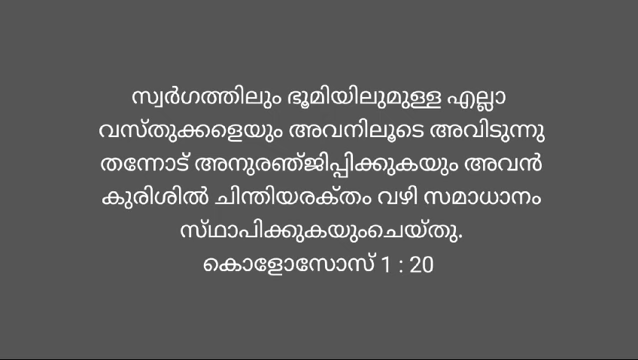 സ്വർഗത്തിലും ഭൂമിയിലുമുള്ള എല്ലാ
വസ്തുക്കളെയും അവനിലൂടെ അവിടുന്നു
തന്നോട് അനുരഞ്ജിപ്പിക്കുകയും അവൻ
കുരിശിൽ ചിന്തിയരക്തം വഴി സമാധാനം
സ്ഥാപിക്കുകയുംചെയ്തു.
കൊളോസോസ് 1 : 20